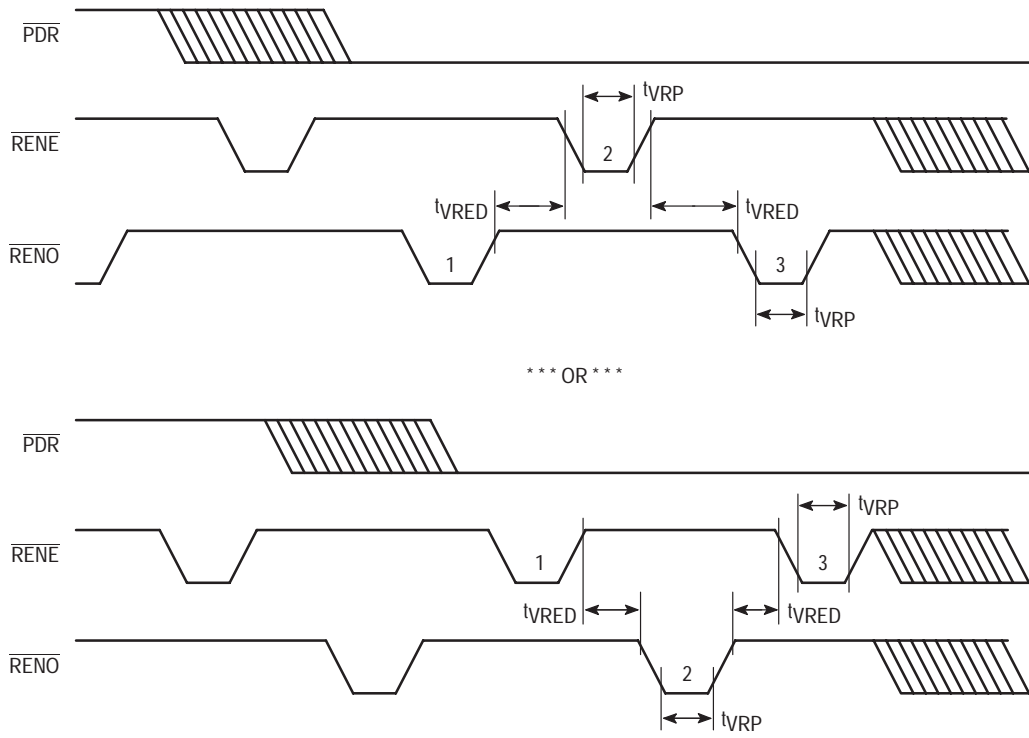 PDR
tVRP
RENE
2
tVRED tVRED
RENO
1 3
tVRP
* * * OR * * *
PDR
tVRP
RENE
1 3
tVRED tVRED
RENO
2
tVRP